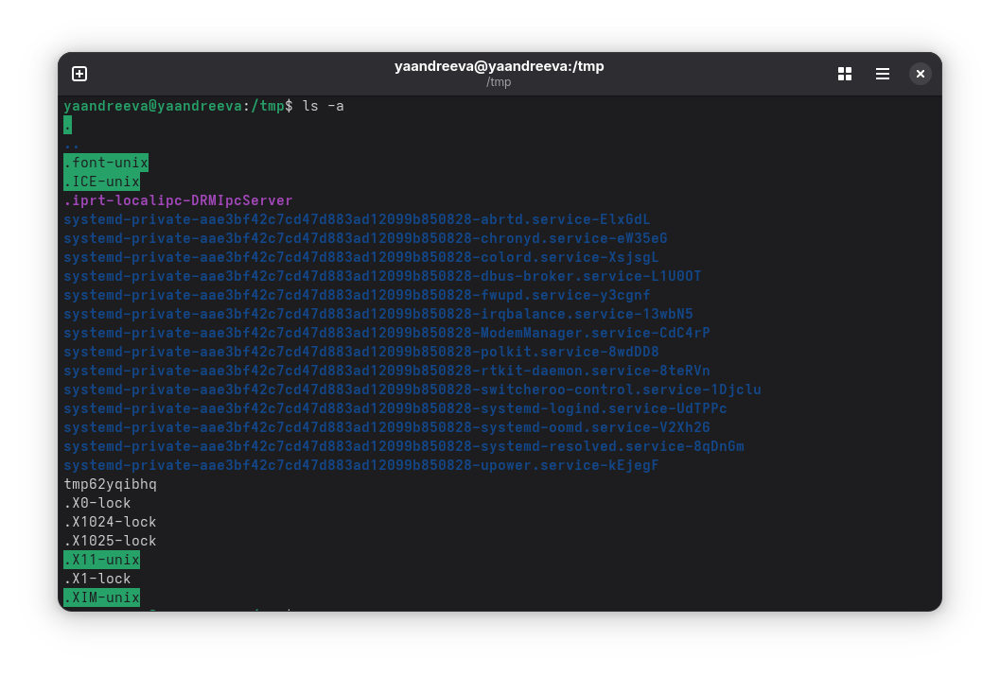 yaandreeva@yaandreeva:/tmp
/tmp
yaandreeva@yaandreeva:/tmp$ ls -a
.
..
.font-unix
.ICE-unix
.iprt-localipc-DRMIpcServer
systemd-private-aae3bf42c7cd47d883ad12099b850828-abrtd.service-ElxGdL
systemd-private-aae3bf42c7cd47d883ad12099b850828-chronyd.service-eW35eG
systemd-private-aae3bf42c7cd47d883ad12099b850828-colord.service-XsjsgL
systemd-private-aae3bf42c7cd47d883ad12099b850828-dbus-broker.service-L1U0OT
systemd-private-aae3bf42c7cd47d883ad12099b850828-fwupd.service-y3cgnf
systemd-private-aae3bf42c7cd47d883ad12099b850828-irqbalance.service-13wbN5
systemd-private-aae3bf42c7cd47d883ad12099b850828-ModemManager.service-CdC4rP
systemd-private-aae3bf42c7cd47d883ad12099b850828-polkit.service-8wdDD8
systemd-private-aae3bf42c7cd47d883ad12099b850828-rtkit-daemon.service-8teRVn
systemd-private-aae3bf42c7cd47d883ad12099b850828-switcheroo-control.service-1Djclu
systemd-private-aae3bf42c7cd47d883ad12099b850828-systemd-logind.service-UdTPPc
systemd-private-aae3bf42c7cd47d883ad12099b850828-systemd-oomd.service-V2Xh26
systemd-private-aae3bf42c7cd47d883ad12099b850828-systemd-resolved.service-8qDnGm
systemd-private-aae3bf42c7cd47d883ad12099b850828-upower.service-kEjegF
tmp62yqibhq
.X0-lock
.X1024-lock
.X1025-lock
.X11-unix
.X1-lock
.XIM-unix